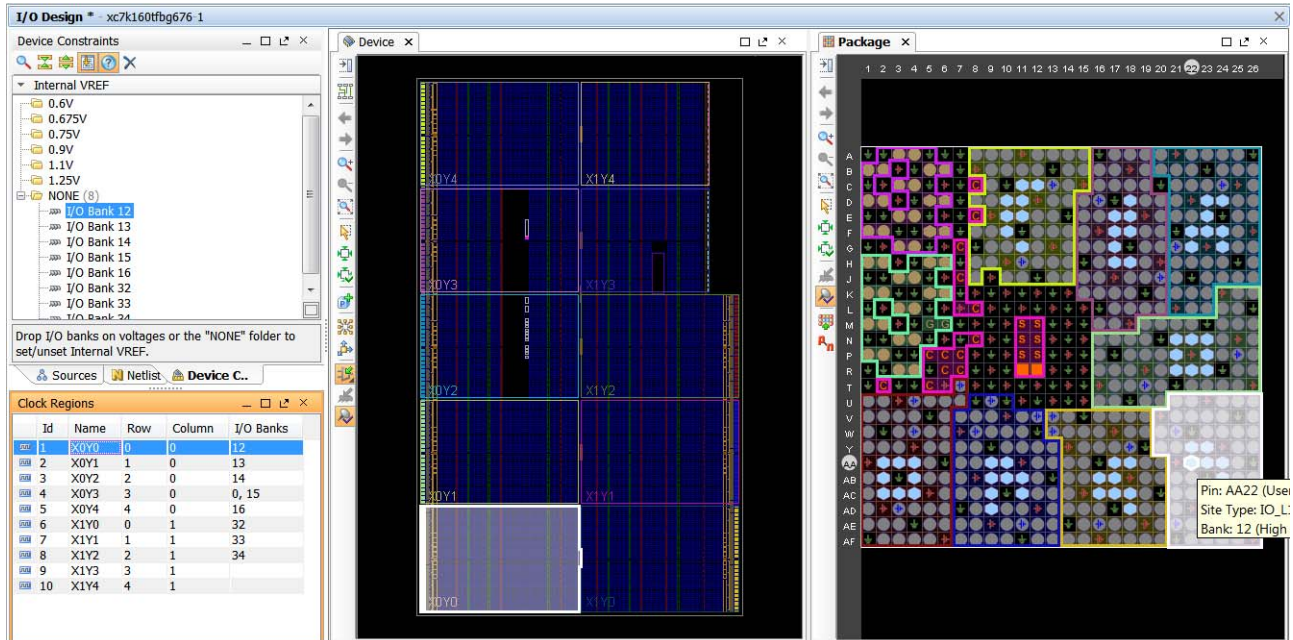 I/O Design * - xc7k160tfbg676-1
Device Constraints
Internal VREF
0.6V
0.675V
0.75V
0.9V
1.1V
1.25V
NONE (8)
I/O Bank 12
I/O Bank 13
I/O Bank 14
I/O Bank 15
I/O Bank 16
I/O Bank 32
I/O Bank 33
I/O Bank 34
Drop I/O banks on voltages or the "NONE" folder to
set/unset Internal VREF.
Sources Netlist Device C..
Clock Regions
Id Name Row Column I/O Banks
1 X0Y0 0 0 12
2 X0Y1 1 0 13
3 X0Y2 2 0 14
4 X0Y3 3 0 0, 15
5 X0Y4 4 0 16
6 X1Y0 0 1 32
7 X1Y1 1 1 33
8 X1Y2 2 1 34
9 X1Y3 3 1
10 X1Y4 4 1
Device
X0Y4 X1Y4
X0Y3 X1Y3
X0Y2 X1Y2
X0Y1 X1Y1
X0Y0 X1Y0
Package
1 2 3 4 5 6 7 8 9 10 11 12 13 14 15 16 17 18 19 20 21 22 23 24 25 26
A
B
C C
D
E C
F
G C
H C
J C
K
L C
M G G S S
N C S S
P C C C S S
R C C
T C C C
U
V
W
Y
AA
AB
AC
AD
AE
AF
Pin: AA22 (User
Site Type: IO_L1
Bank: 12 (High